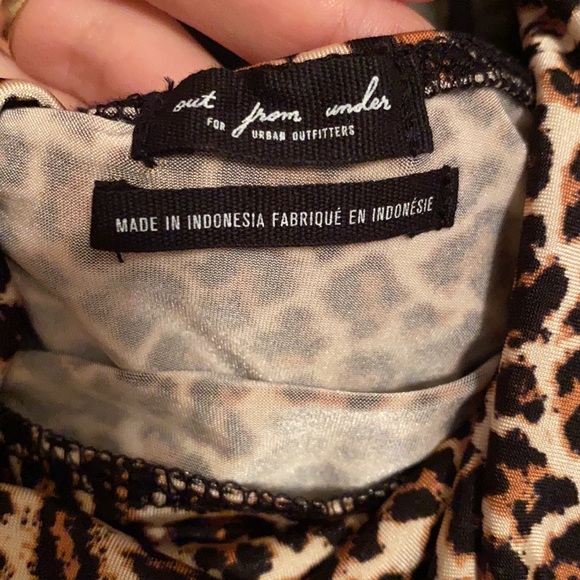 out from under
FOR URBAN OUTFITTERS
MADE IN INDONESIA FABRIQUÉ EN INDONÉSIE